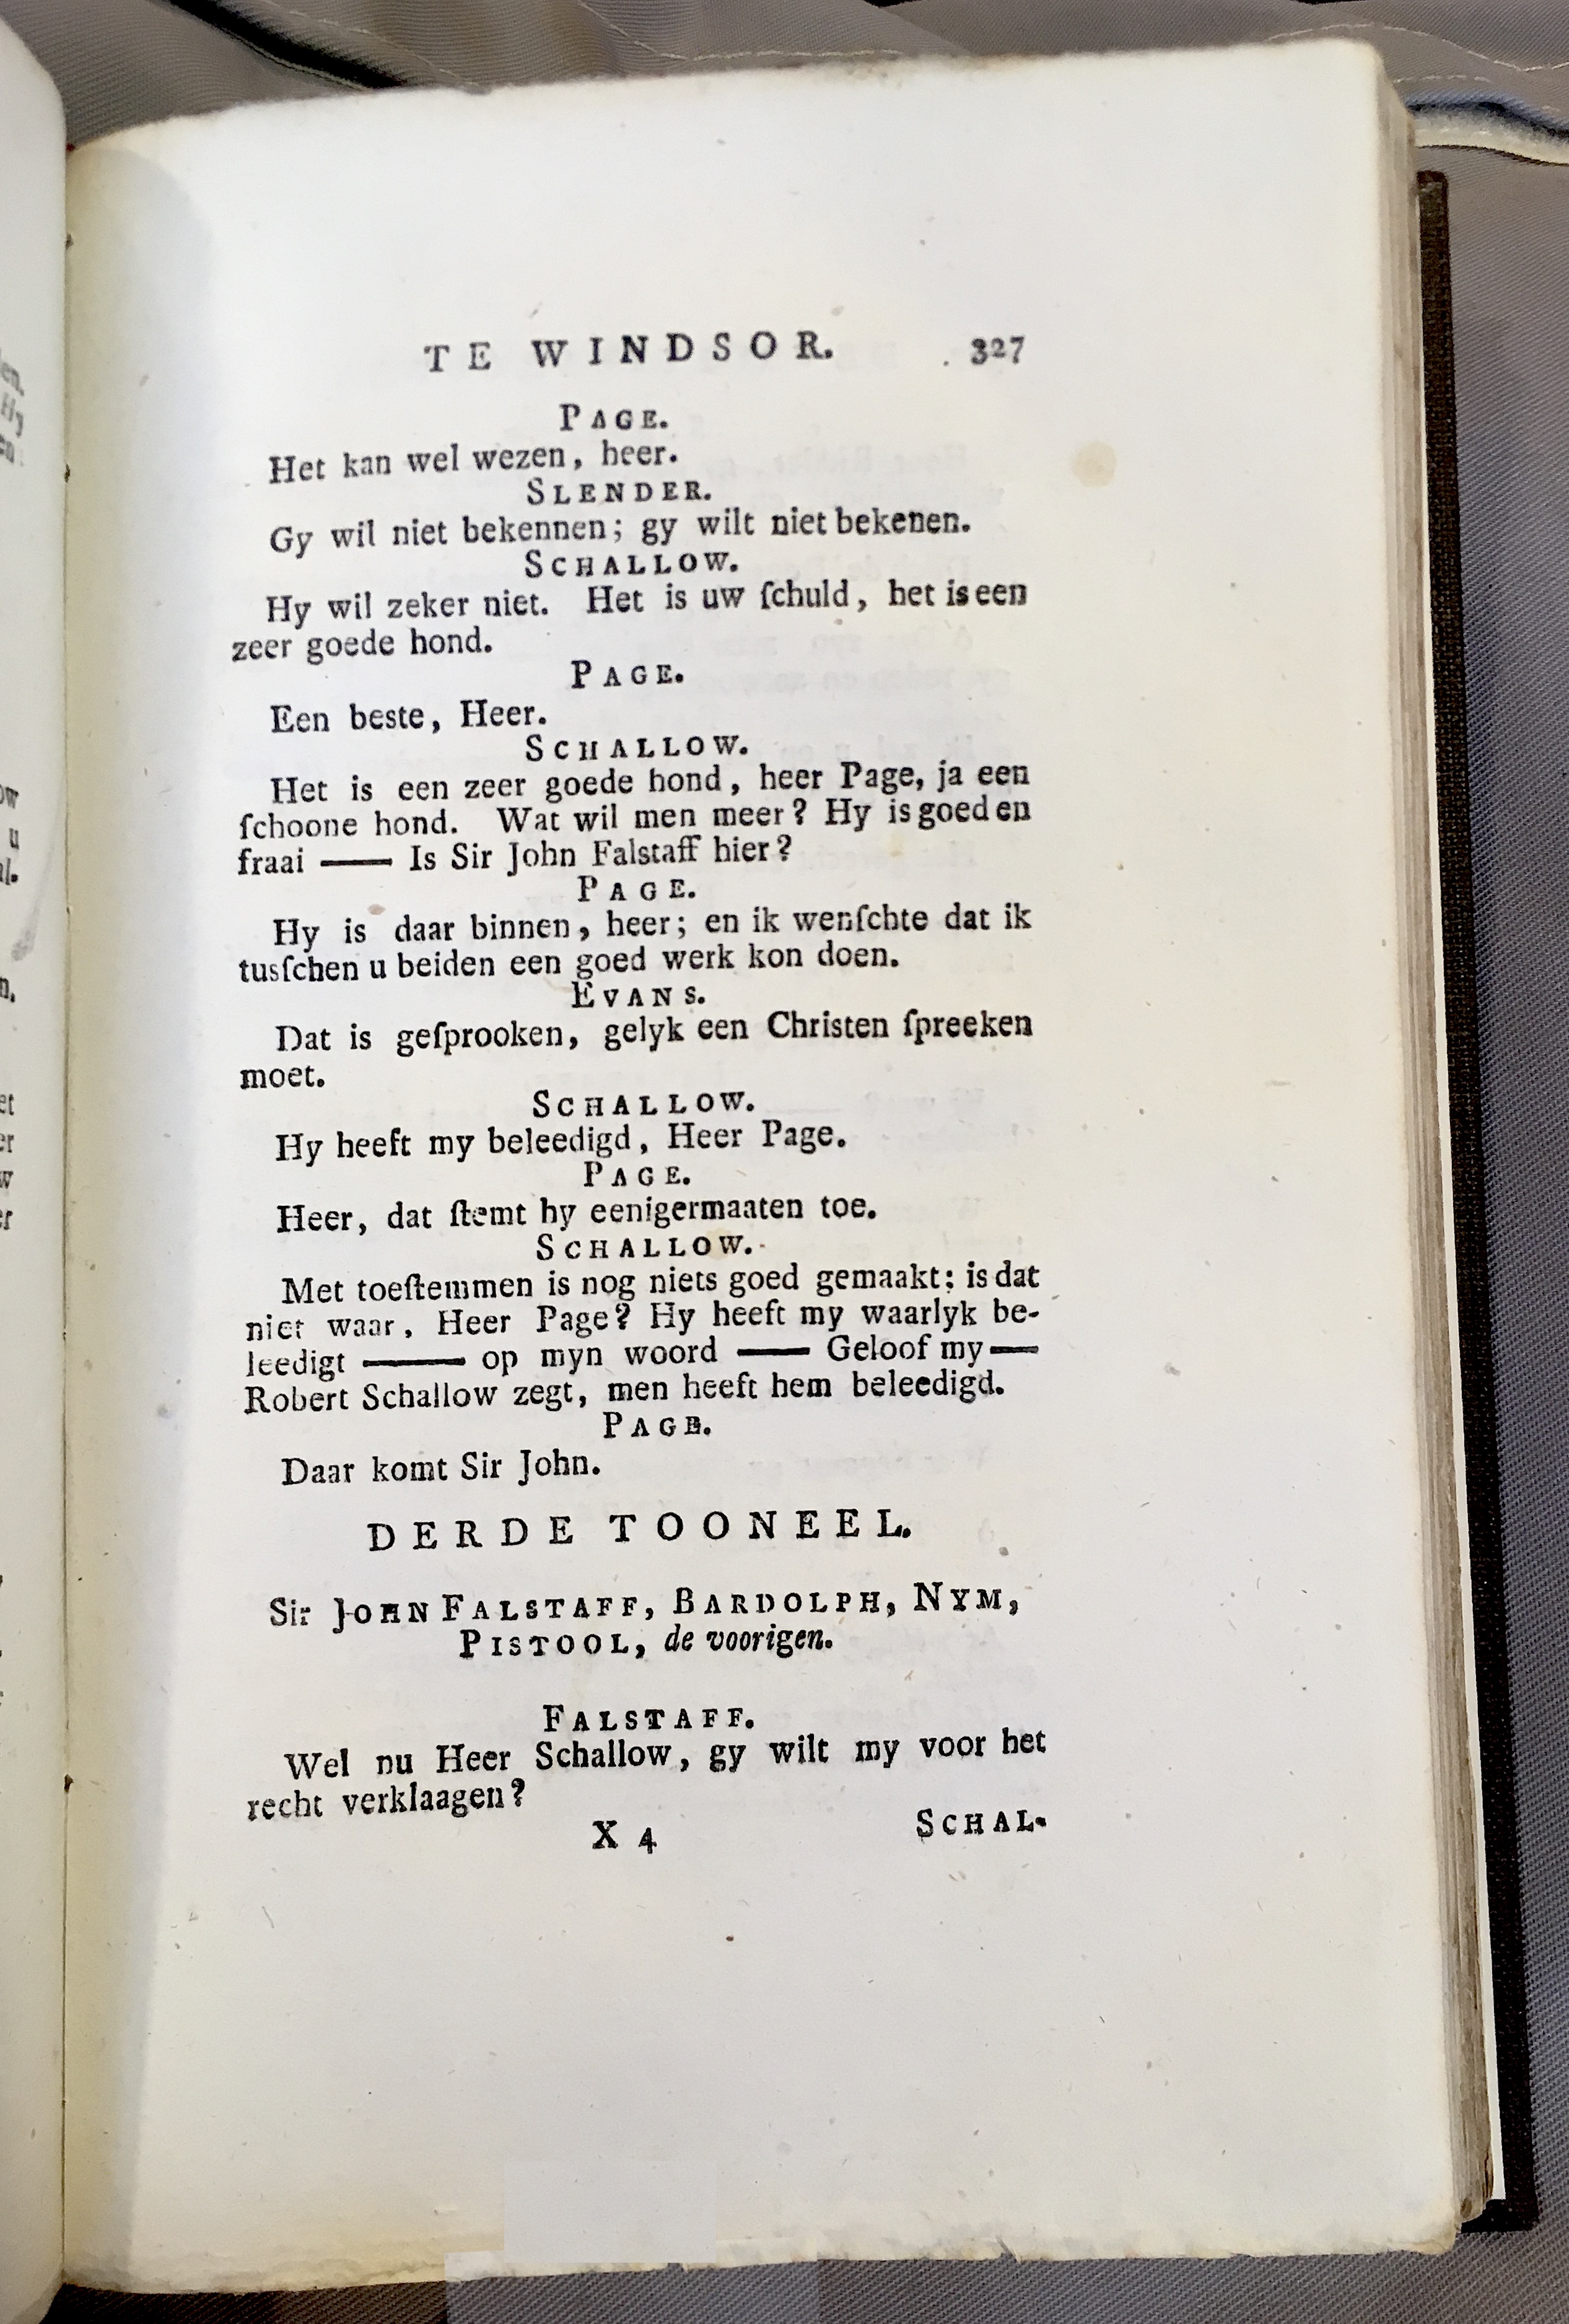 TE WINDSOR. 327
PAGE.
Het kan wel wezen, heer.
SLENDER.
Gy wil niet bekennen; gy wilt niet bekenen.
SCHALLOW.
Hy wil zeker niet. Het is uw ſchuld, het is een
zeer goede hond.
PAGE.
Een beste, Heer.
SCHALLOW.
Het is een zeer goede hond, heer Page, ja een
ſchoone hond. Wat wil men meer? Hy is goed en
fraai —— Is Sir John Falstaff hier?
PAGE.
Hy is daar binnen, heer; en ik wenſchte dat ik
tusſchen u beiden een goed werk kon doen.
EVANS.
Dat is geſprooken, gelyk een Christen ſpreeken
moet.
SCHALLOW.
Hy heeft my beleedigd, Heer Page.
PAGE.
Heer, dat ſtemt hy eenigermaaten toe.
SCHALLOW.
Met toeſtemmen is nog niets goed gemaakt; is dat
niet waar, Heer Page? Hy heeft my waarlyk be-
leedigt —— op myn woord —— Geloof my —
Robert Schallow zegt, men heeft hem beleedigd.
PAGE.
Daar komt Sir John.
DERDE TOONEEL.
Sir JOHN FALSTAFF, BARDOLPH, NYM,
PISTOOL, de voorigen.
FALSTAFF.
Wel nu Heer Schallow, gy wilt my voor het
recht verklaagen?
X 4 SCHAL-